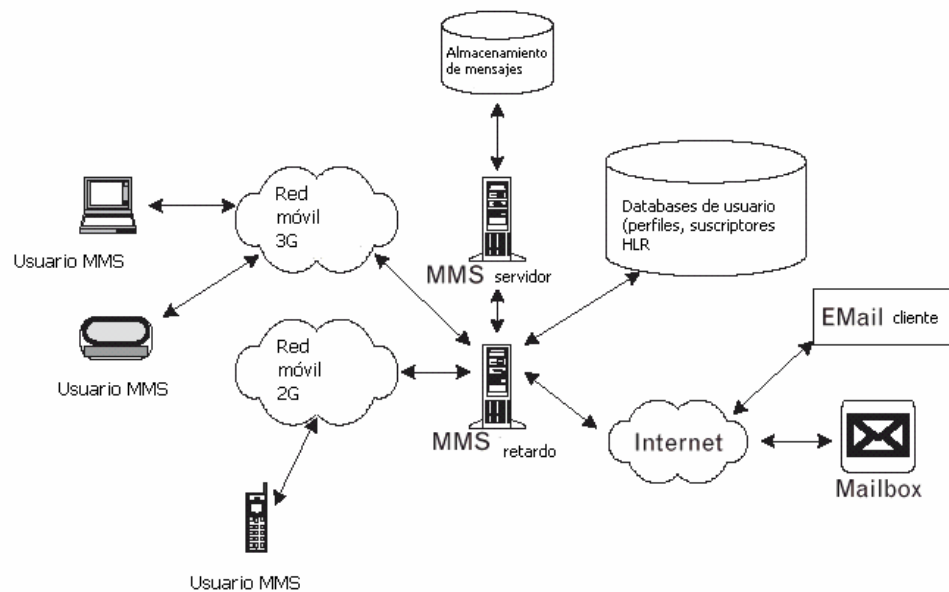 Almacenamiento
de mensajes
Red
móvil
3G
Databases de usuario
(perfiles, suscriptores
HLR
Usuario MMS
MMS servidor
EMail cliente
Usuario MMS
Red
móvil
2G
MMS retardo
Internet
Mailbox
Usuario MMS